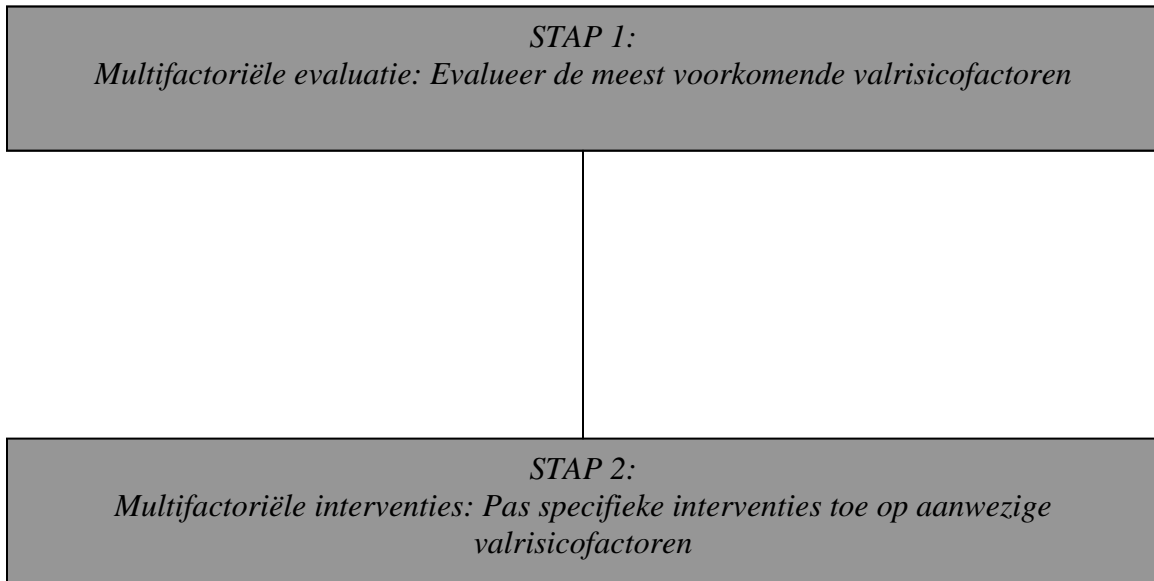 STAP 1:
Multifactoriële evaluatie: Evalueer de meest voorkomende valrisicofactoren
STAP 2:
Multifactoriële interventies: Pas specifieke interventies toe op aanwezige
valrisicofactoren